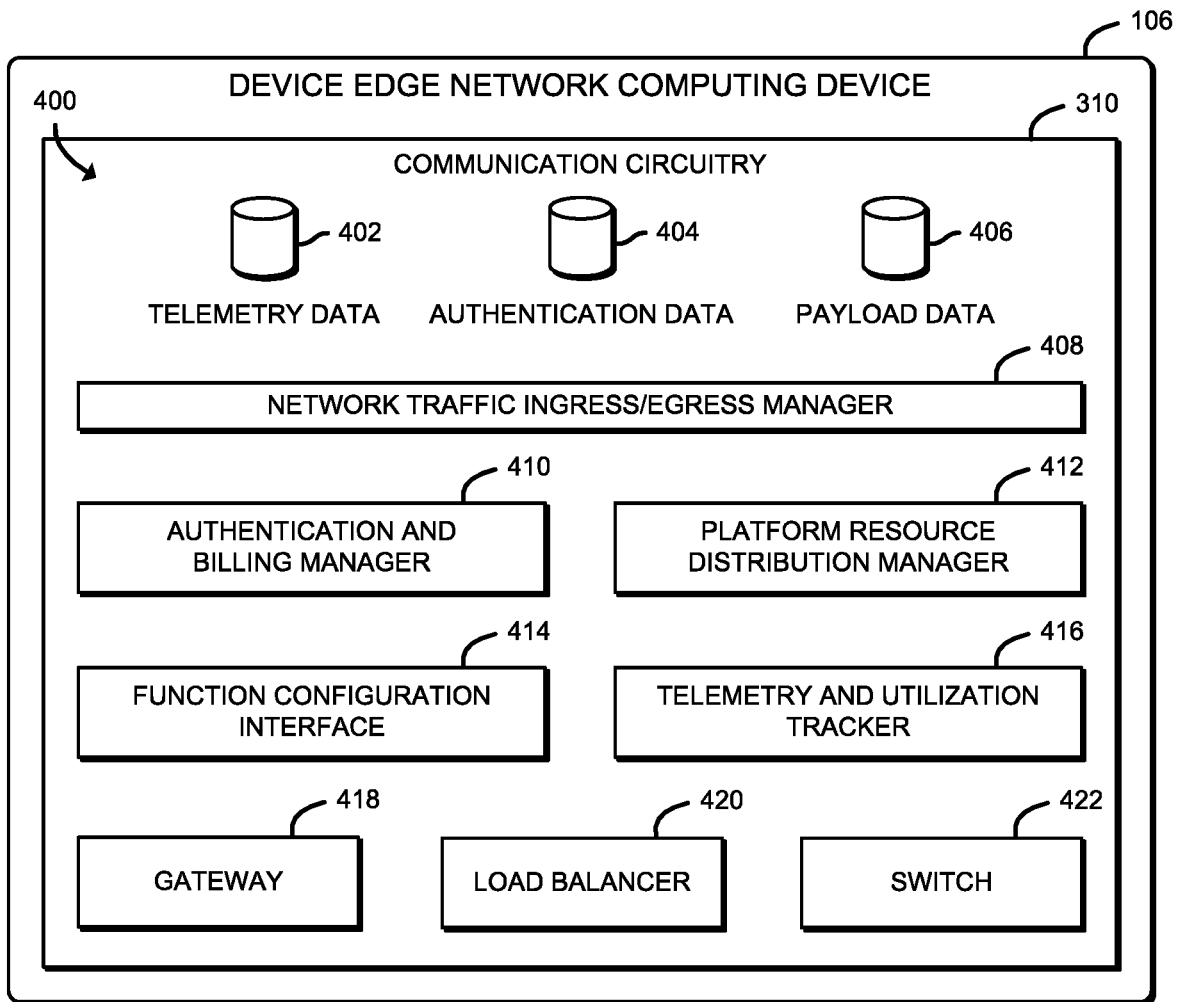 106
DEVICE EDGE NETWORK COMPUTING DEVICE
400
310
COMMUNICATION CIRCUITRY
402
404
406
TELEMETRY DATA
AUTHENTICATION DATA
PAYLOAD DATA
408
NETWORK TRAFFIC INGRESS/EGRESS MANAGER
410
412
AUTHENTICATION AND
BILLING MANAGER
PLATFORM RESOURCE
DISTRIBUTION MANAGER
414
416
FUNCTION CONFIGURATION
INTERFACE
TELEMETRY AND UTILIZATION
TRACKER
418
420
422
GATEWAY
LOAD BALANCER
SWITCH